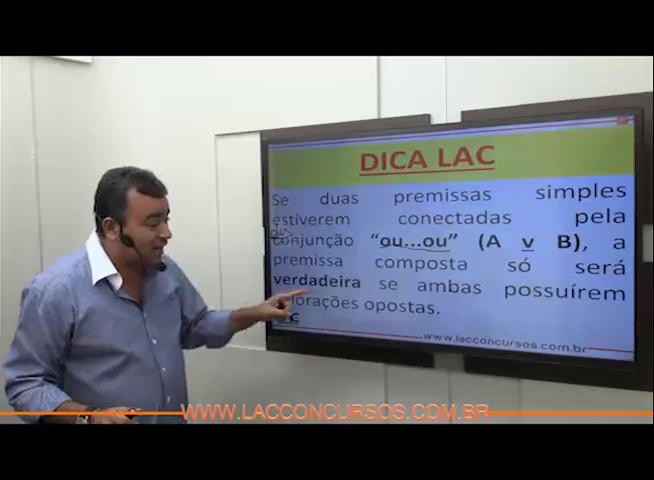 DICA LAC
Se duas premissas simples
estiverem conectadas pela
conjunção “ou...ou” (A v B), a
premissa composta só será
verdadeira se ambas possuírem
lorações opostas.
www.lacconcursos.com.br
WWW.LACCONCURSOS.COM.BR